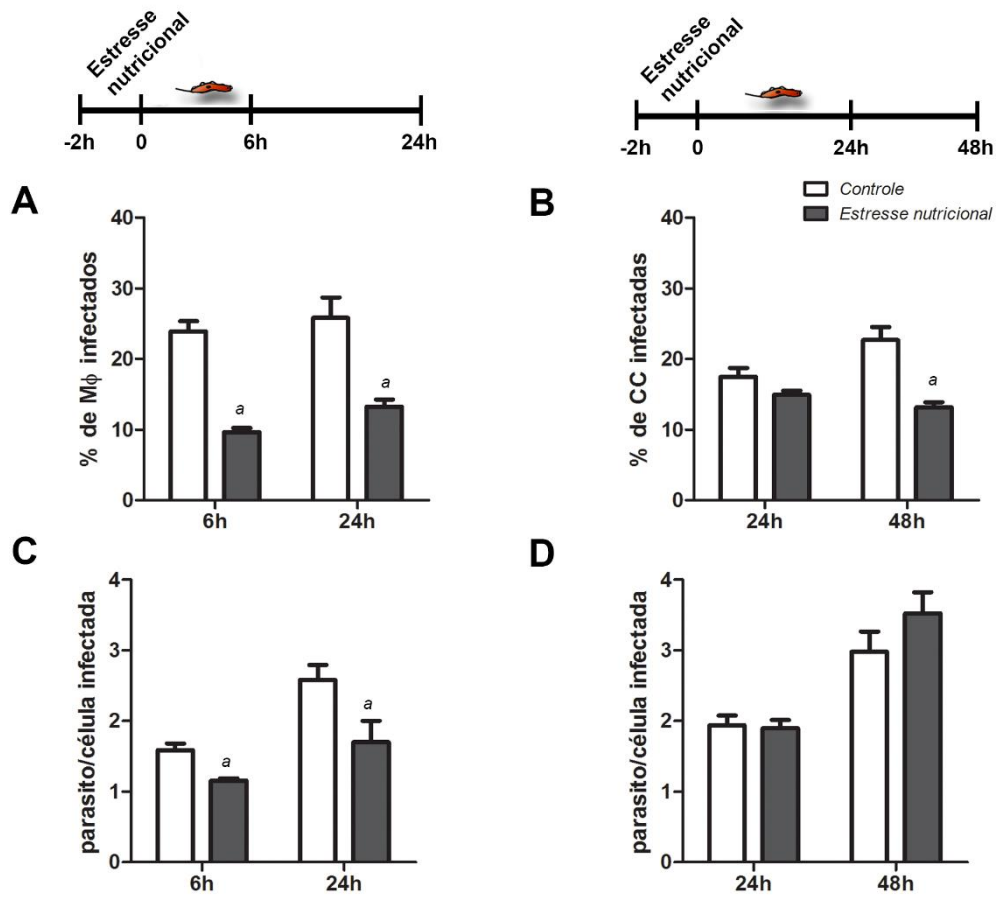 Estresse
nutricional
-2h 0 6h 24h
Estresse
nutricional
-2h 0 24h 48h
A
% de Mϕ infectados
40
30
20
10
0
a
a
6h 24h
B
Controle
Estresse nutricional
% de CC infectadas
40
30
20
10
0
a
24h 48h
C
parasito/célula infectada
4
3
2
1
0
a
a
6h 24h
D
parasito/célula infectada
4
3
2
1
0
24h 48h